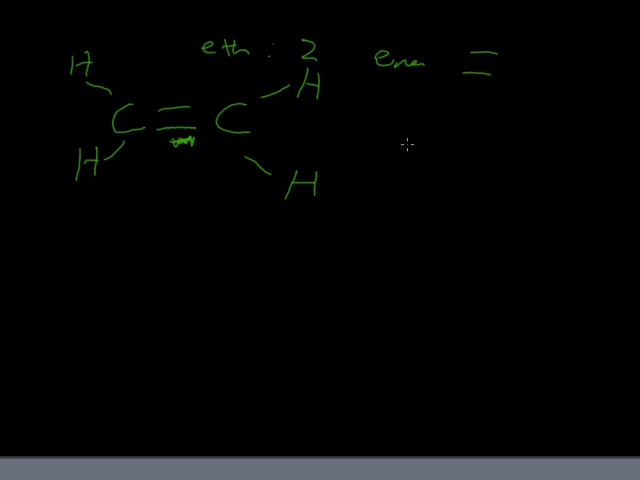 eth : 2 ene =
H H
C = C
H H